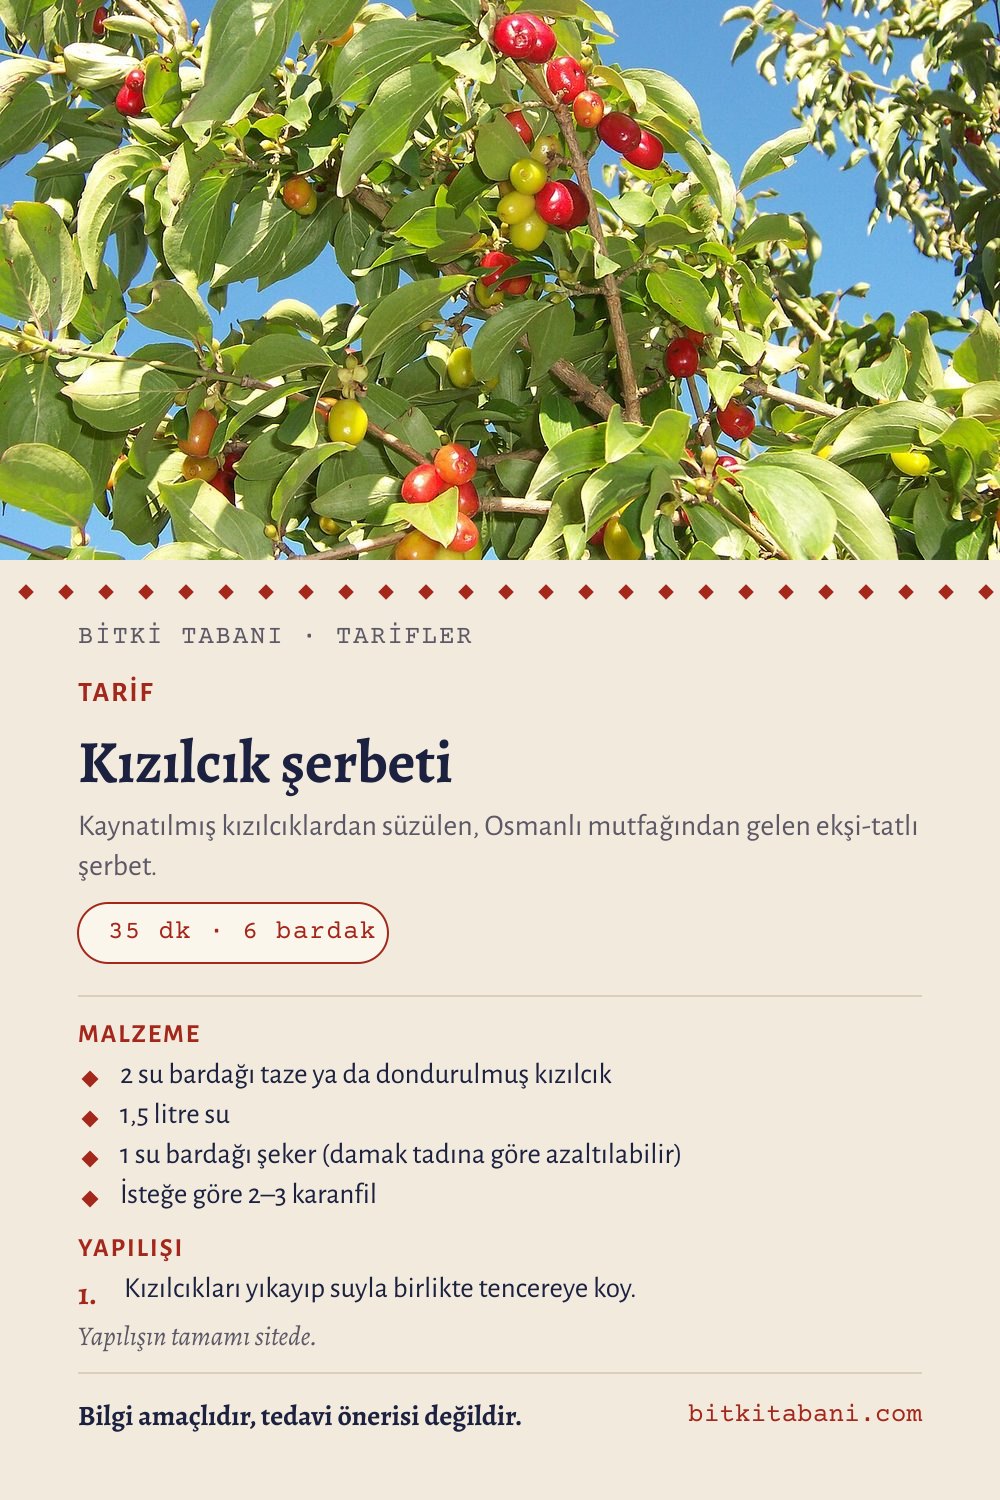 BİTKİ TABANI · TARİFLER
TARİF
Kızılcık şerbeti
Kaynatılmış kızılcıklardan süzülen, Osmanlı mutfağından gelen ekşi-tatlı
şerbet.
35 dk · 6 bardak
MALZEME
◆ 2 su bardağı taze ya da dondurulmuş kızılcık
◆ 1,5 litre su
◆ 1 su bardağı şeker (damak tadına göre azaltılabilir)
◆ İsteğe göre 2–3 karanfil
YAPILIŞI
1. Kızılcıkları yıkayıp suyla birlikte tencereye koy.
Yapılışın tamamı sitede.
Bilgi amaçlıdır, tedavi önerisi değildir.
bitkitabani.com